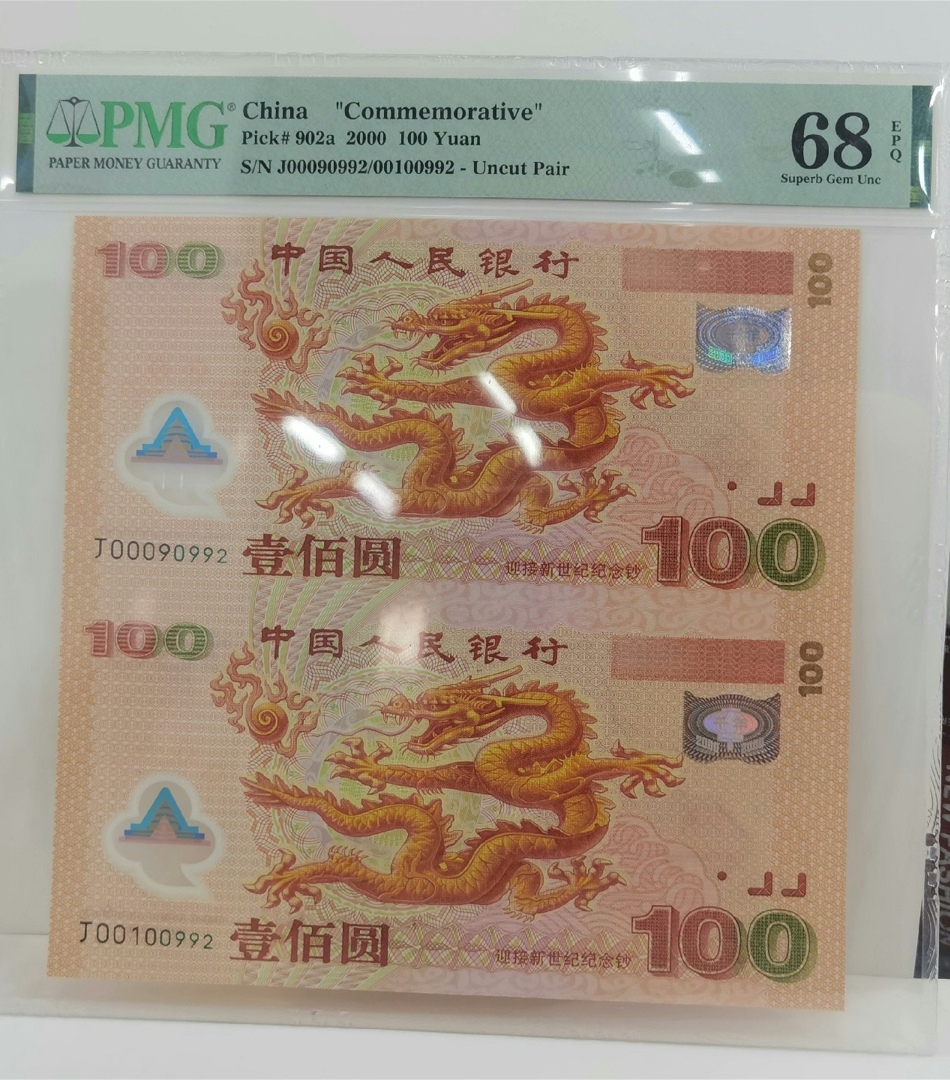 PMG®
PAPER MONEY GUARANTY
China "Commemorative"
Pick# 902a 2000 100 Yuan
S/N J00090992/00100992 - Uncut Pair
68
EPQ
Superb Gem Unc
100
中国人民银行
100
J00090992
壹佰圆
迎接新世纪纪念钞
100
100
中国人民银行
100
J00100992
壹佰圆
迎接新世纪纪念钞
100